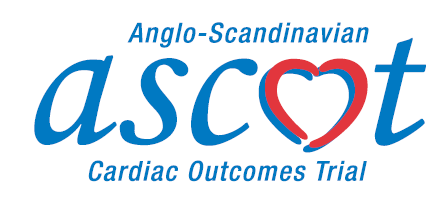 Anglo-Scandinavian
ascot
Cardiac Outcomes Trial